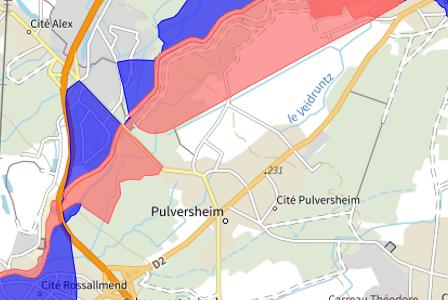 Cité Alex
le Veidruntz
231
Cité Pulversheim
Pulversheim
D2
Cité Rossallmend
Carreau Théodore